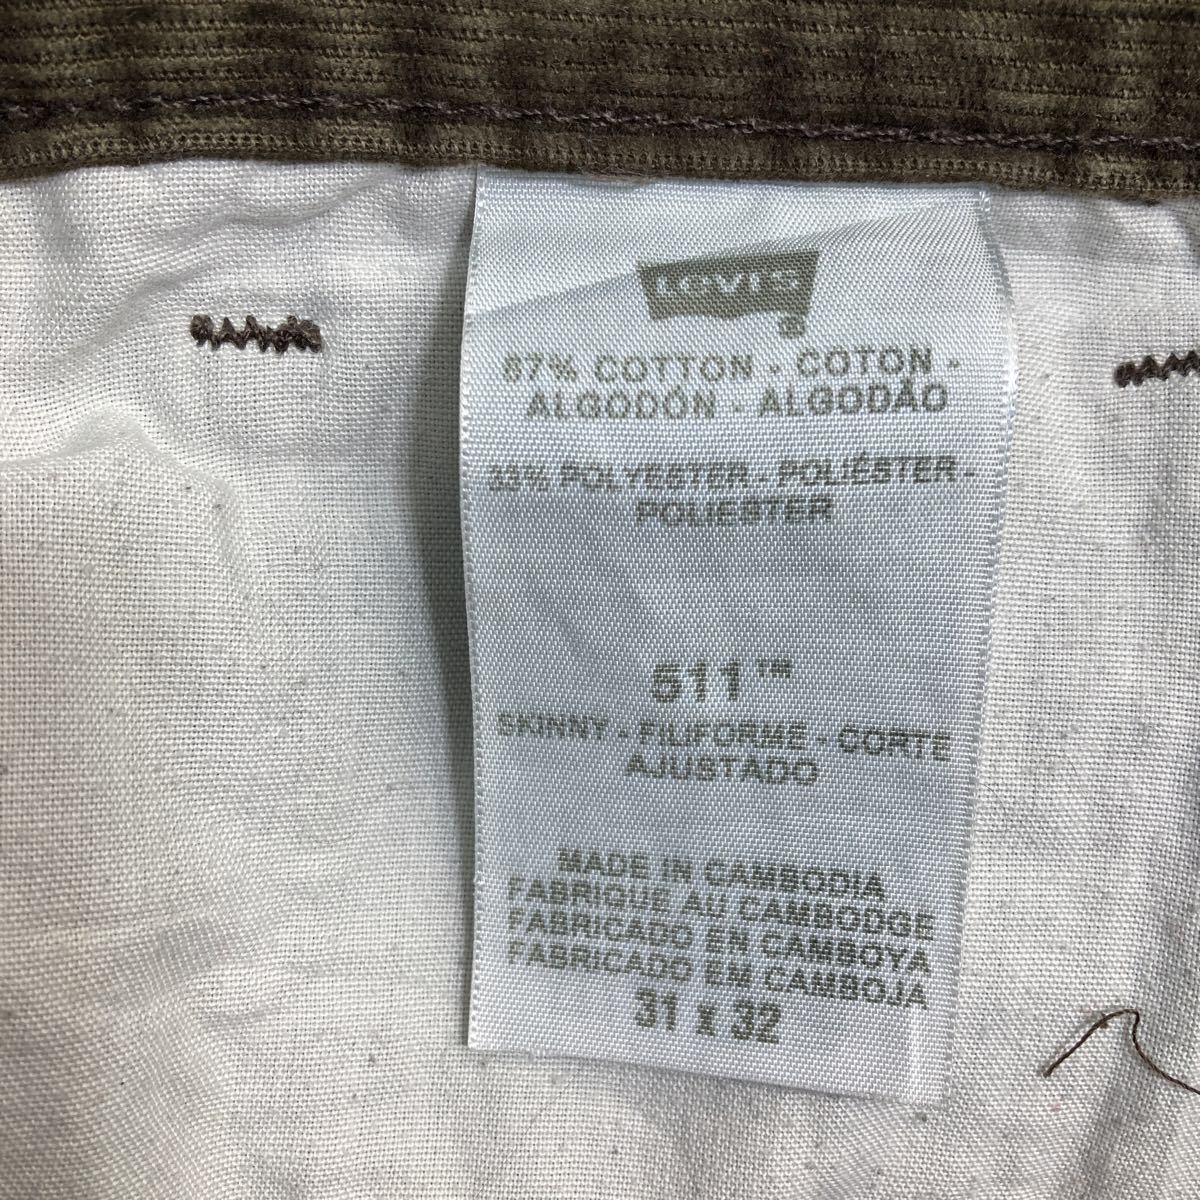 LEVI'S
®
67% COTTON - COTON -
ALGODÓN - ALGODÃO
33% POLYESTER - POLIÉSTER -
POLIESTER
511™
SKINNY - FILIFORME - CORTE
AJUSTADO
MADE IN CAMBODIA
FABRIQUE AU CAMBODGE
FABRICADO EN CAMBOYA
FABRICADO EM CAMBOJA
31 x 32